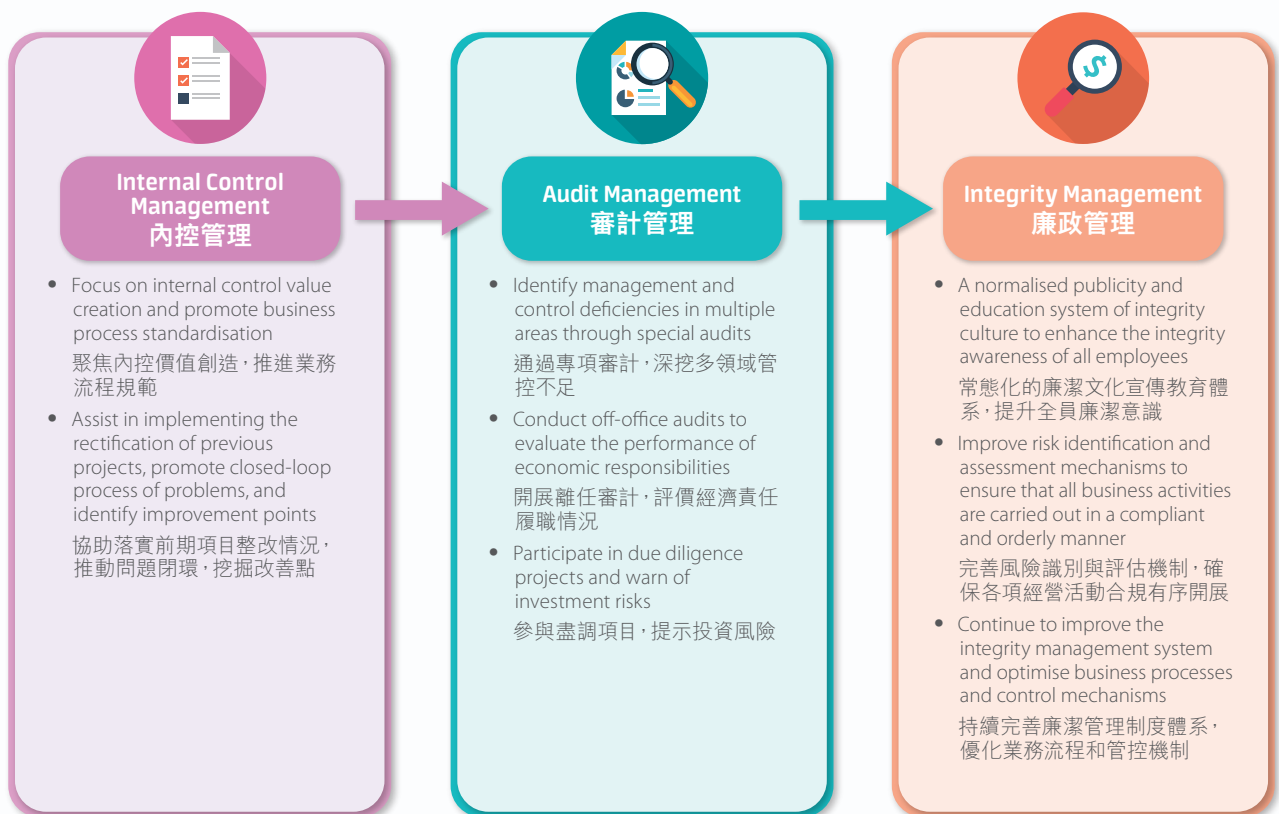 Internal Control
Management
內控管理
• Focus on internal control value
creation and promote business
process standardisation
聚焦內控價值創造，推進業務
流程規範
• Assist in implementing the
rectification of previous
projects, promote closed-loop
process of problems, and
identify improvement points
協助落實前期項目整改情況，
推動問題閉環，挖掘改善點
Audit Management
審計管理
• Identify management and
control deficiencies in multiple
areas through special audits
通過專項審計，深挖多領域管
控不足
• Conduct off-office audits to
evaluate the performance of
economic responsibilities
開展離任審計，評價經濟責任
履職情況
• Participate in due diligence
projects and warn of
investment risks
參與盡調項目，提示投資風險
Integrity Management
廉政管理
• A normalised publicity and
education system of integrity
culture to enhance the integrity
awareness of all employees
常態化的廉潔文化宣傳教育體
系，提升全員廉潔意識
• Improve risk identification and
assessment mechanisms to
ensure that all business activities
are carried out in a compliant
and orderly manner
完善風險識別與評估機制，確
保各項經營活動合規有序開展
• Continue to improve the
integrity management system
and optimise business processes
and control mechanisms
持續完善廉潔管理制度體系，
優化業務流程和管控機制